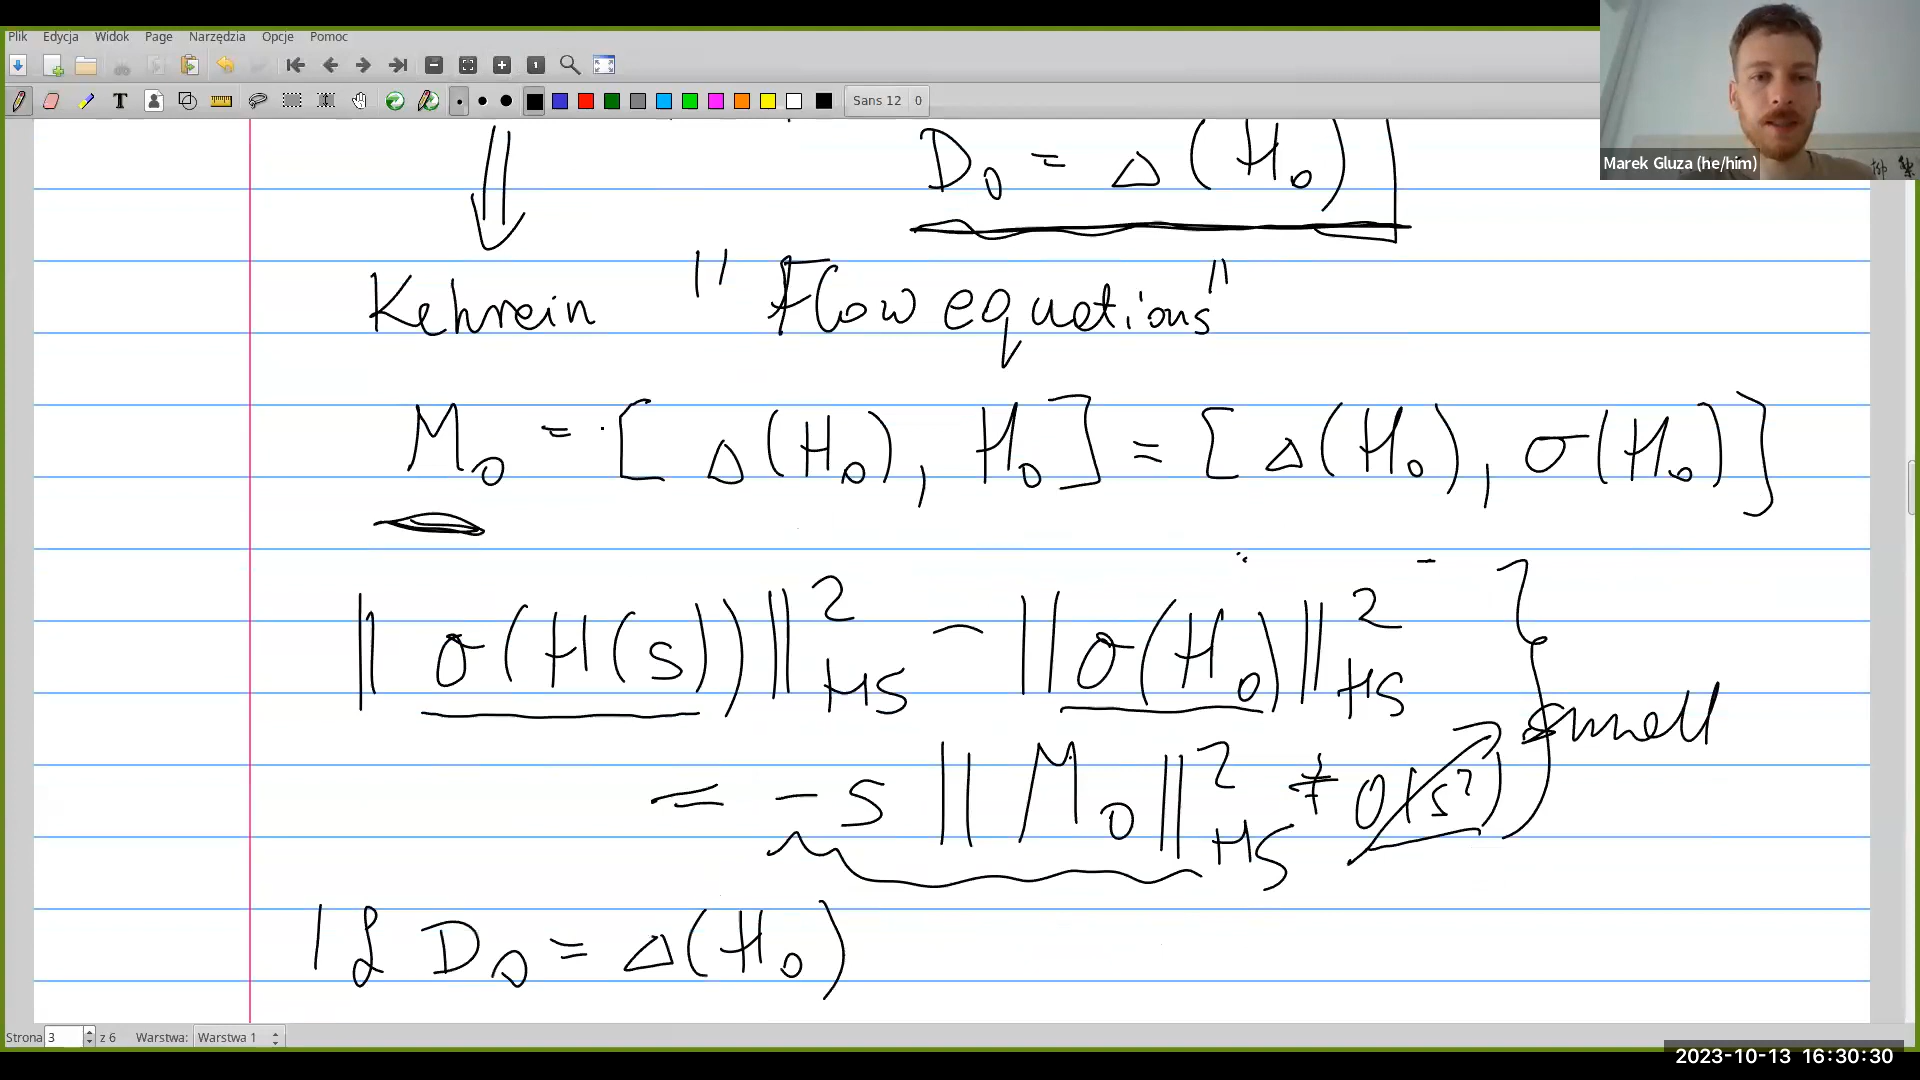 Plik Edycja Widok Page Narzędzia Opcje Pomoc
Sans 12 0
D₀ = Δ(H₀)
Marek Gluza (he/him)
Kehrein "Flow equations"
M₀ = [Δ(H₀), H₀] = [Δ(H₀), σ(H₀)]
‖σ(H(s))‖²_HS − ‖σ(H₀)‖²_HS
small
= −s ‖M₀‖²_HS + O(s²)
If D₀ = Δ(H₀)
Strona 3 z 6 Warstwa: Warstwa 1
2023-10-13 16:30:30